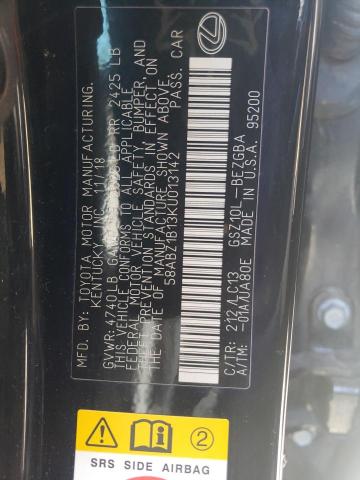 MFD. BY: TOYOTA MOTOR MANUFACTURING,
KENTUCKY, INC. 11/18
GVWR:4740LB RR 2425 LB
THIS VEHICLE CONFORMS TO ALL APPLICABLE
FEDERAL MOTOR VEHICLE SAFETY, BUMPER, AND
THEFT PREVENTION STANDARDS IN EFFECT ON
THE DATE OF MANUFACTURE SHOWN ABOVE.
58ABZ1B13KU013142 PASS. CAR
C/TR: 212/LC13 GSZ10L-BEZGBA
A/TM: -01A/UA80E MADE IN U.S.A. 95200
2
SRS SIDE AIRBAG